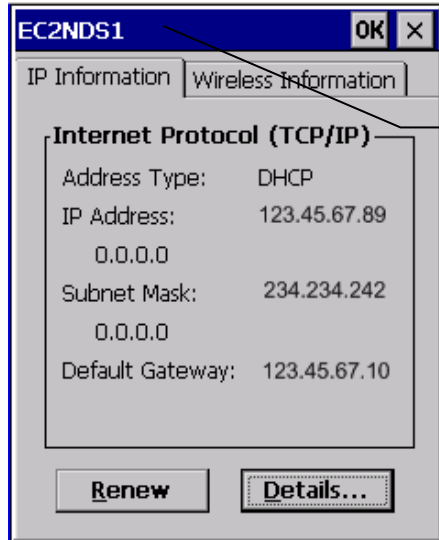 EC2NDS1 OK ×
IP Information Wireless Information
Internet Protocol (TCP/IP)
Address Type: DHCP
IP Address: 123.45.67.89
0.0.0.0
Subnet Mask: 234.234.242
0.0.0.0
Default Gateway: 123.45.67.10
Renew Details...